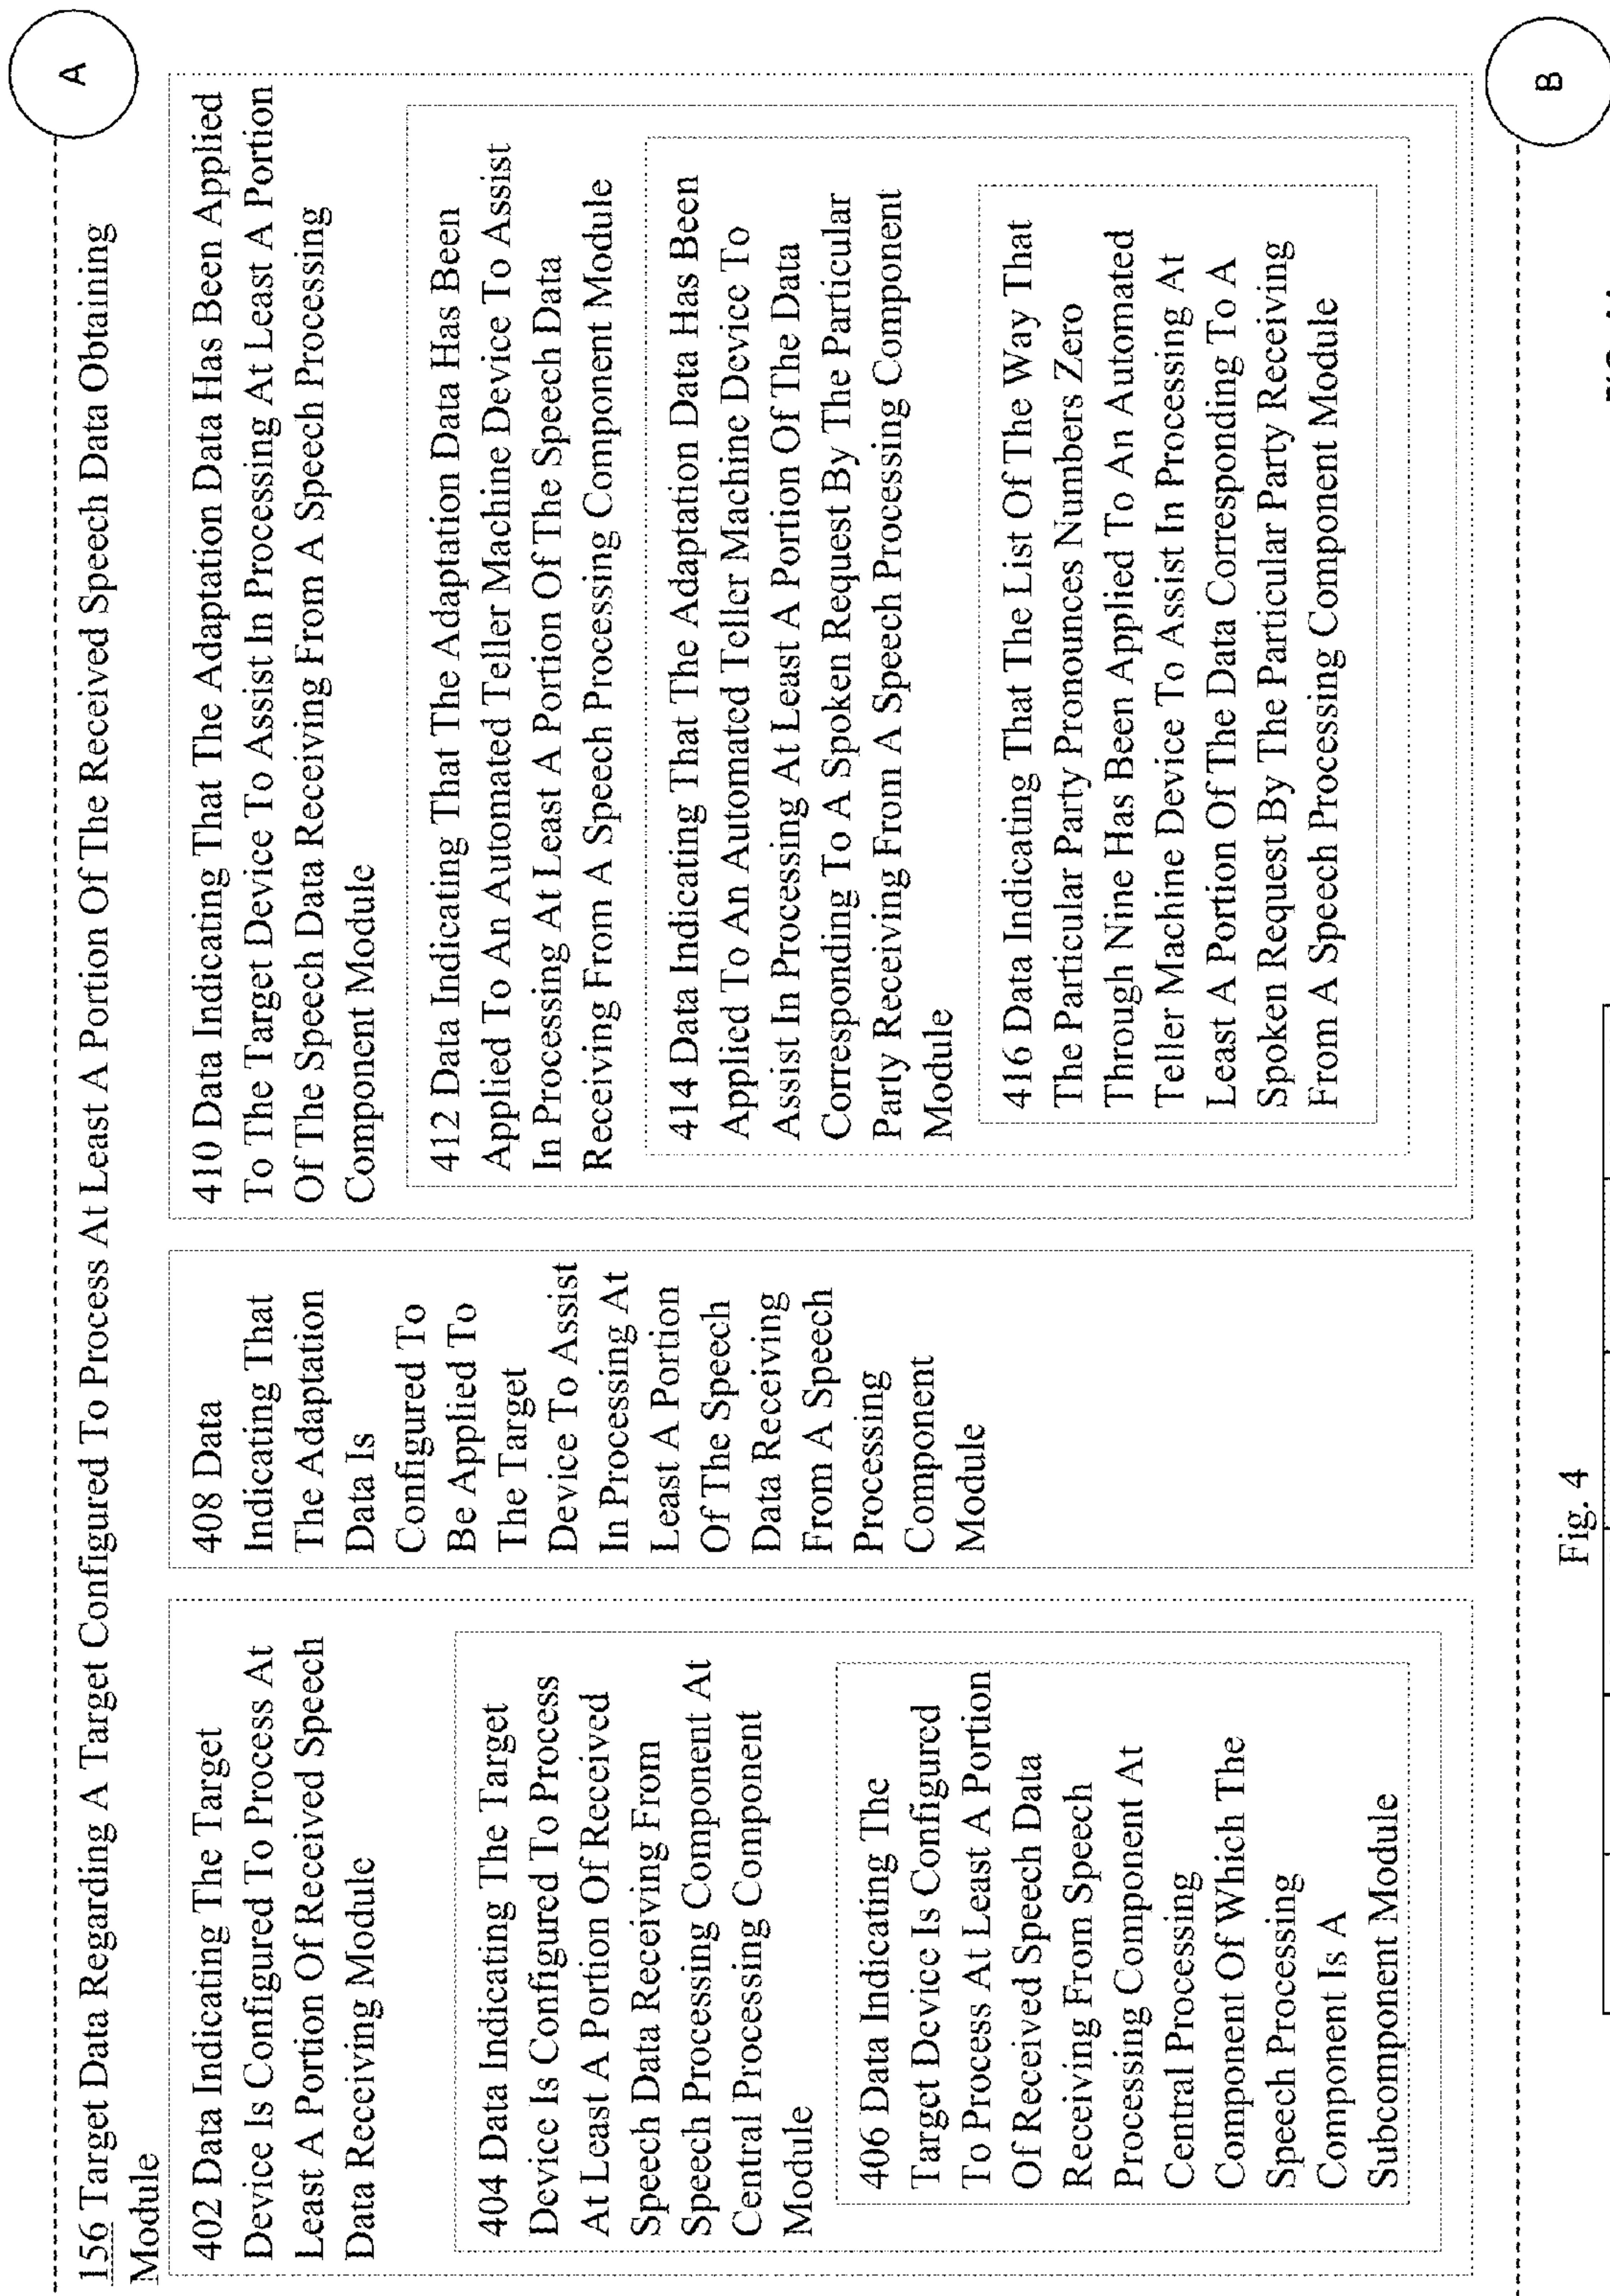 156 Target Data Regarding A Target Configured To Process At Least A Portion Of The Received Speech Data Obtaining
Module
402 Data Indicating The Target
Device Is Configured To Process At
Least A Portion Of Received Speech
Data Receiving Module
404 Data Indicating The Target
Device Is Configured To Process
At Least A Portion Of Received
Speech Data Receiving From
Speech Processing Component At
Central Processing Component
Module
406 Data Indicating The
Target Device Is Configured
To Process At Least A Portion
Of Received Speech Data
Receiving From Speech
Processing Component At
Central Processing
Component Of Which The
Speech Processing
Component Is A
Subcomponent Module
408 Data
Indicating That
The Adaptation
Data Is
Configured To
Be Applied To
The Target
Device To Assist
In Processing At
Least A Portion
Of The Speech
Data Receiving
From A Speech
Processing
Component
Module
410 Data Indicating That The Adaptation Data Has Been Applied
To The Target Device To Assist In Processing At Least A Portion
Of The Speech Data Receiving From A Speech Processing
Component Module
412 Data Indicating That The Adaptation Data Has Been
Applied To An Automated Teller Machine Device To Assist
In Processing At Least A Portion Of The Speech Data
Receiving From A Speech Processing Component Module
414 Data Indicating That The Adaptation Data Has Been
Applied To An Automated Teller Machine Device To
Assist In Processing At Least A Portion Of The Data
Corresponding To A Spoken Request By The Particular
Party Receiving From A Speech Processing Component
Module
416 Data Indicating That The List Of The Way That
The Particular Party Pronounces Numbers Zero
Through Nine Has Been Applied To An Automated
Teller Machine Device To Assist In Processing At
Least A Portion Of The Data Corresponding To A
Spoken Request By The Particular Party Receiving
From A Speech Processing Component Module
A
B
Fig. 4